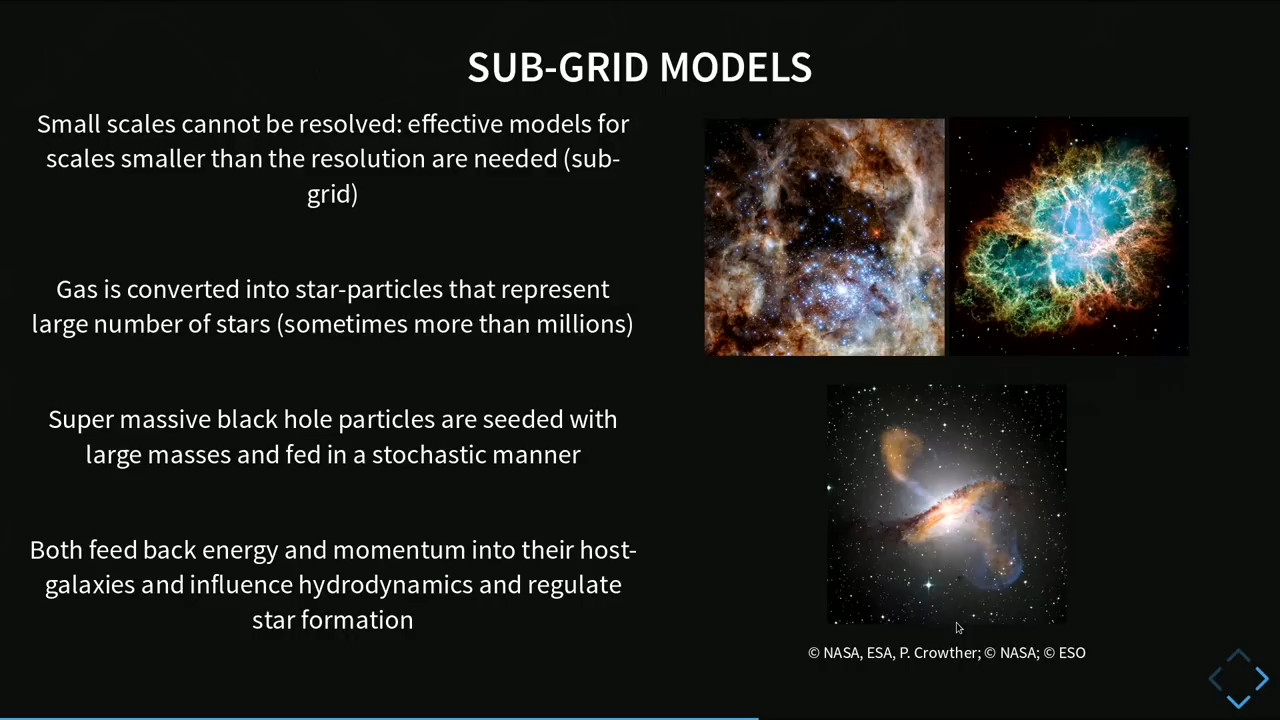 SUB-GRID MODELS
Small scales cannot be resolved: effective models for
scales smaller than the resolution are needed (sub-
grid)
Gas is converted into star-particles that represent
large number of stars (sometimes more than millions)
Super massive black hole particles are seeded with
large masses and fed in a stochastic manner
Both feed back energy and momentum into their host-
galaxies and influence hydrodynamics and regulate
star formation
© NASA, ESA, P. Crowther; © NASA; © ESO